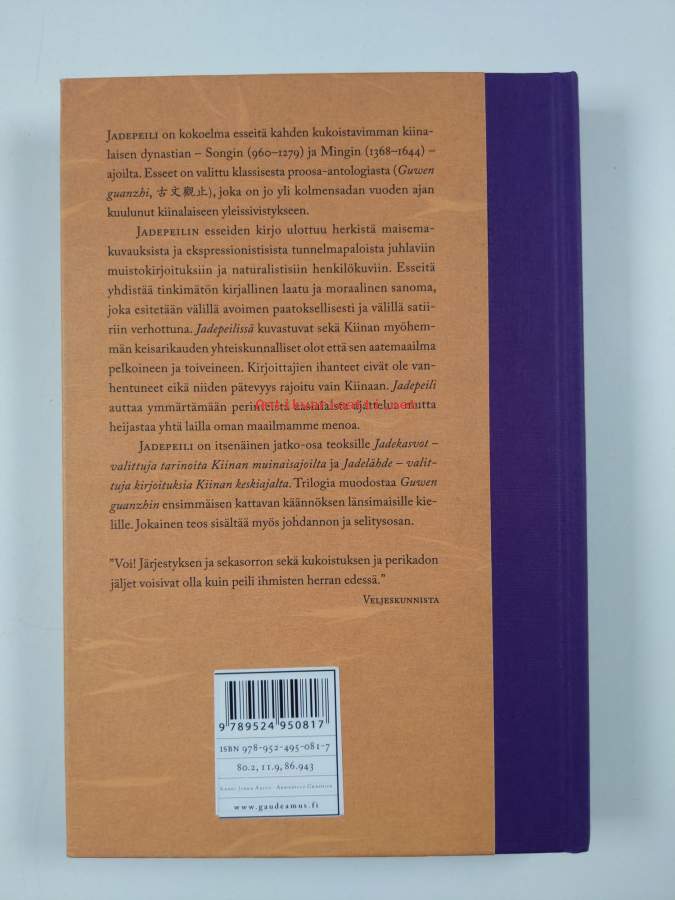 JADEPEILI on kokoelma esseitä kahden kukoistavimman kiina-
laisen dynastian – Songin (960–1279) ja Mingin (1368–1644) –
ajoilta. Esseet on valittu klassisesta proosa-antologiasta (Guwen
guanzhi, 古文觀止), joka on jo yli kolmensadan vuoden ajan
kuulunut kiinalaiseen yleissivistykseen.
JADEPEILIN esseiden kirjo ulottuu herkistä maisema-
kuvauksista ja ekspressionistisista tunnelmapaloista juhlaviin
muistokirjoituksiin ja naturalistisiin henkilökuviin. Esseitä
yhdistää tinkimätön kirjallinen laatu ja moraalinen sanoma,
joka esitetään välillä avoimen paatoksellisesti ja välillä satii-
riin verhottuna. Jadepeilissä kuvastuvat sekä Kiinan myöhem-
män keisarikauden yhteiskunnalliset olot että sen aatemaailma
pelkoineen ja toiveineen. Kirjoittajien ihanteet eivät ole van-
hentuneet eikä niiden pätevyys rajoitu vain Kiinaan. Jadepeili
auttaa ymmärtämään perinteistä aasialaista ajattelua mutta
heijastaa yhtä lailla oman maailmamme menoa.
JADEPEILI on itsenäinen jatko-osa teoksille Jadekasvot –
valittuja tarinoita Kiinan muinaisajoilta ja Jadelähde – valit-
tuja kirjoituksia Kiinan keskiajalta. Trilogia muodostaa Guwen
guanzhin ensimmäisen kattavan käännöksen länsimaisille kie-
lille. Jokainen teos sisältää myös johdannon ja selitysosan.
"Voi! Järjestyksen ja sekasorron sekä kukoistuksen ja perikadon
jäljet voisivat olla kuin peili ihmisten herran edessä."
VELJESKUNNISTA
9 789524 950817
ISBN 978-952-495-081-7
80.2, 11.9, 86.943
www.gaudeamus.fi